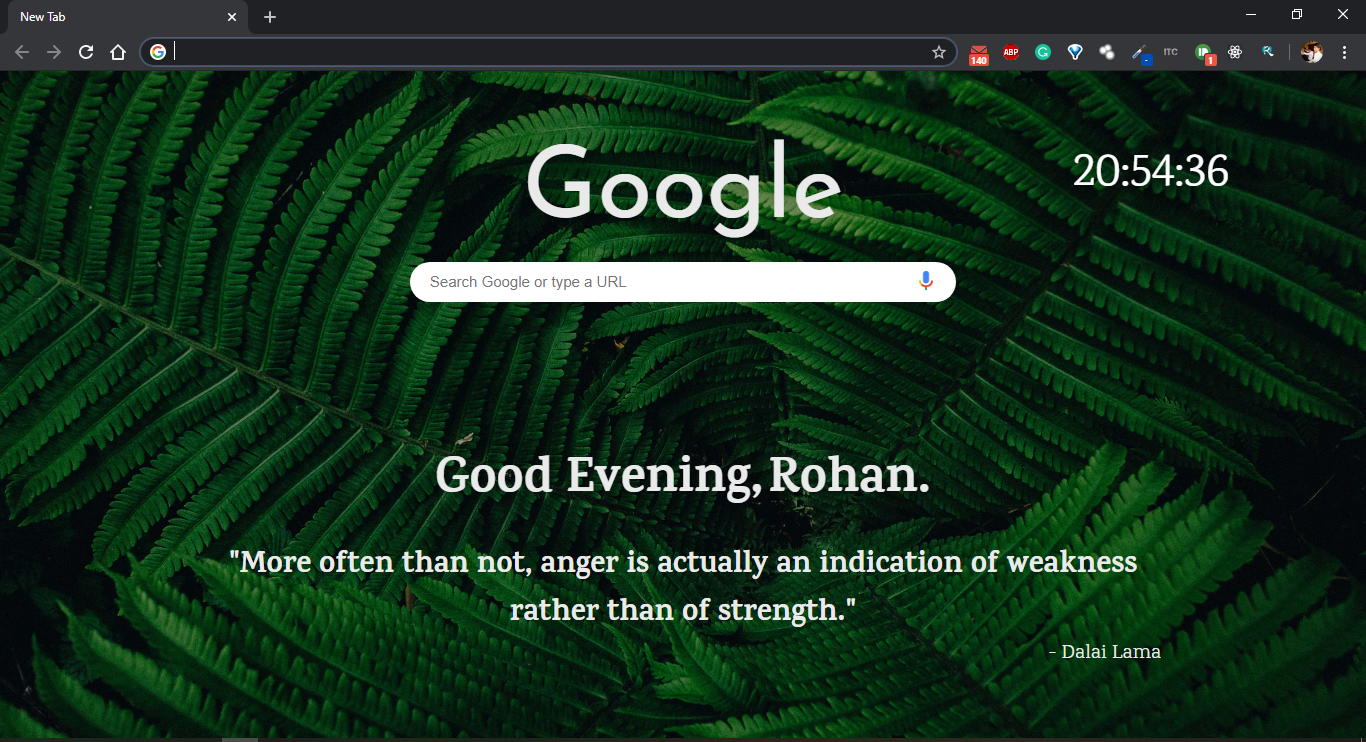 New Tab
140
ABP
ITC
1
Google
20:54:36
Search Google or type a URL
Good Evening, Rohan.
"More often than not, anger is actually an indication of weakness
rather than of strength."
- Dalai Lama